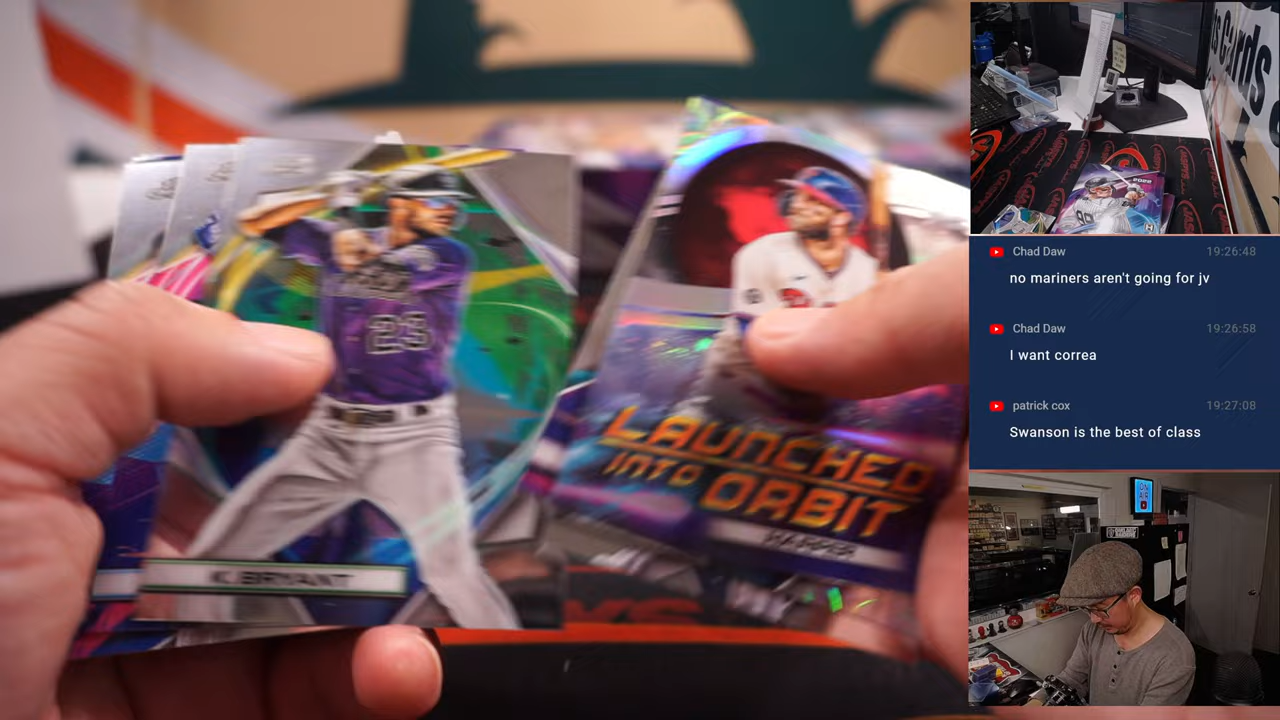 23
K.BRYANT
LAUNCHED
INTO ORBIT
HARPER
Cards
Chad Daw 19:26:48
no mariners aren't going for jv
Chad Daw 19:26:58
I want correa
patrick cox 19:27:08
Swanson is the best of class